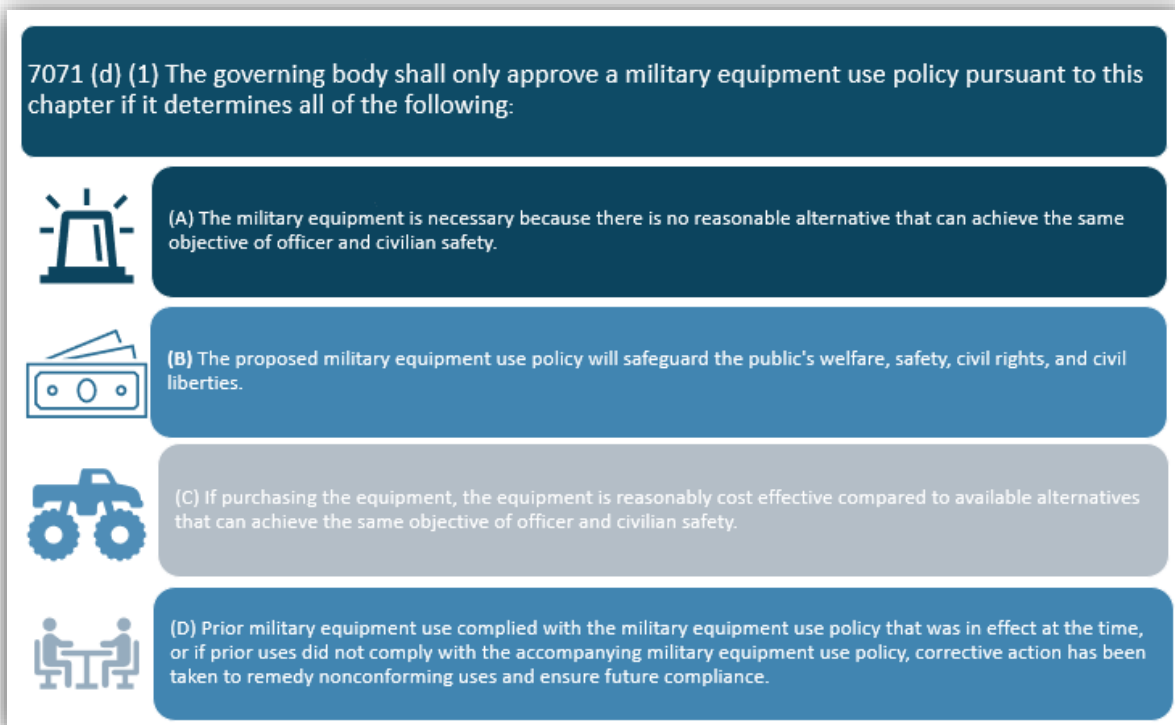 7071 (d) (1) The governing body shall only approve a military equipment use policy pursuant to this
chapter if it determines all of the following:
(A) The military equipment is necessary because there is no reasonable alternative that can achieve the same
objective of officer and civilian safety.
(B) The proposed military equipment use policy will safeguard the public's welfare, safety, civil rights, and civil
liberties.
(C) If purchasing the equipment, the equipment is reasonably cost effective compared to available alternatives
that can achieve the same objective of officer and civilian safety.
(D) Prior military equipment use complied with the military equipment use policy that was in effect at the time,
or if prior uses did not comply with the accompanying military equipment use policy, corrective action has been
taken to remedy nonconforming uses and ensure future compliance.